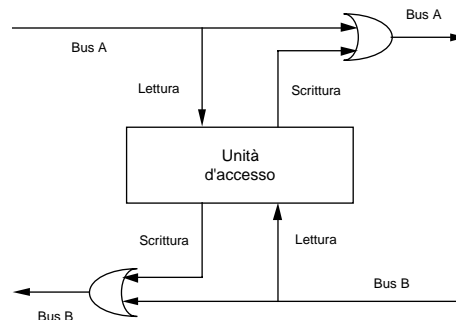 Bus A
Bus A
Lettura
Scrittura
Unità
d'accesso
Scrittura
Lettura
Bus B
Bus B